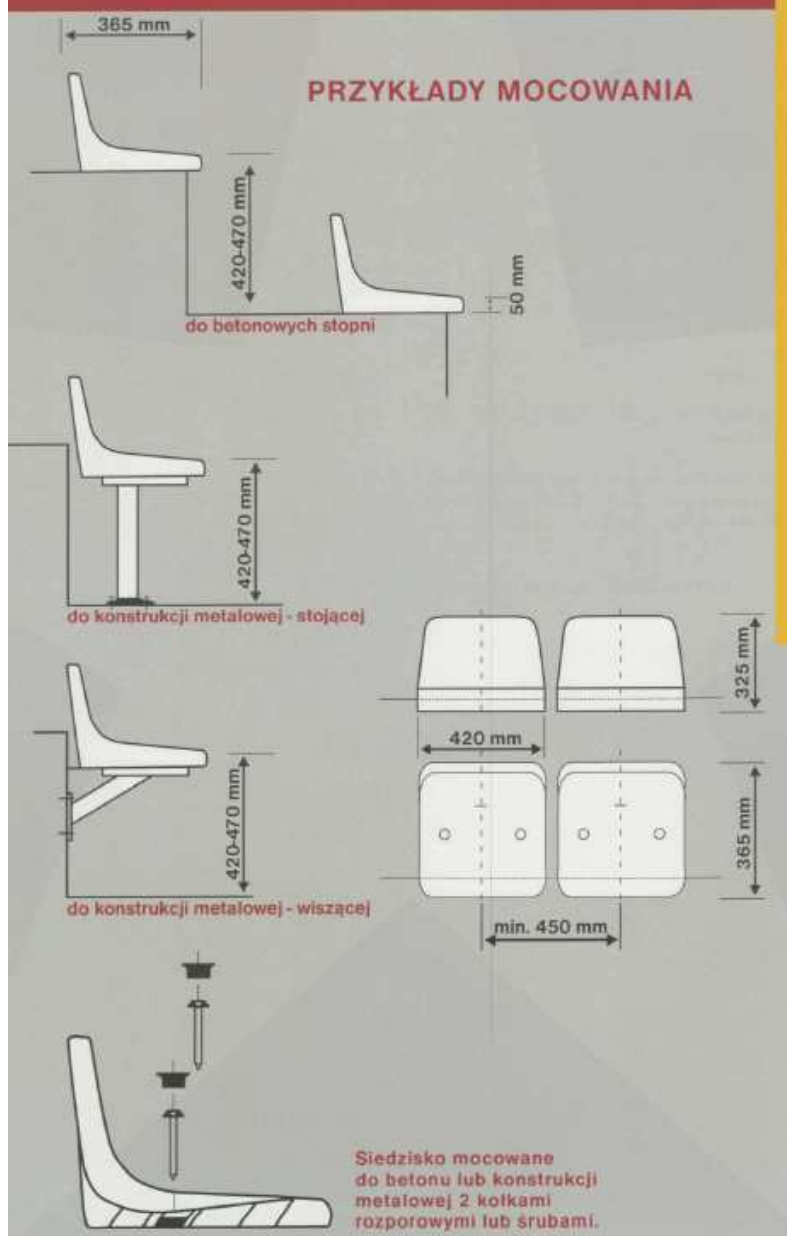 365 mm
PRZYKŁADY MOCOWANIA
420-470 mm
50 mm
do betonowych stopni
420-470 mm
do konstrukcji metalowej - stojącej
325 mm
420 mm
420-470 mm
365 mm
do konstrukcji metalowej - wiszącej
min. 450 mm
Siedzisko mocowane
do betonu lub konstrukcji
metalowej 2 kołkami
rozporowymi lub śrubami.